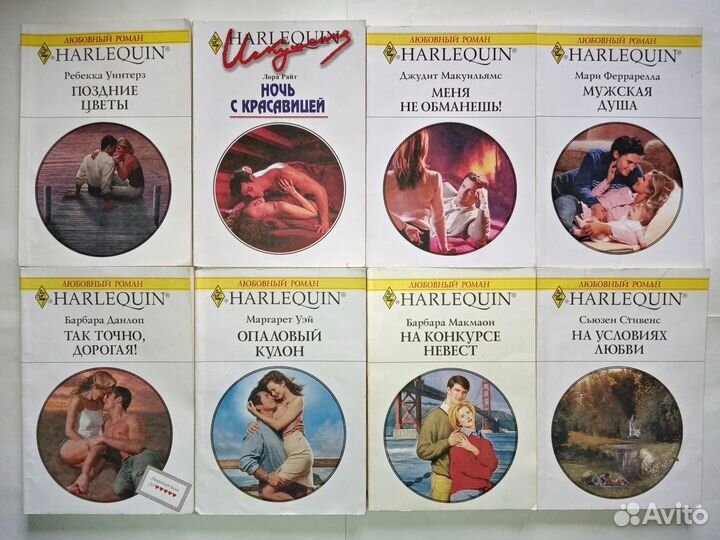 ЛЮБОВНЫЙ РОМАН
HARLEQUIN®
Ребекка Уинтерз
ПОЗДНИЕ
ЦВЕТЫ
HARLEQUIN
Искушение
Лора Райт
НОЧЬ
С КРАСАВИЦЕЙ
ЛЮБОВНЫЙ РОМАН
HARLEQUIN®
Джудит Макуильямс
МЕНЯ
НЕ ОБМАНЕШЬ!
ЛЮБОВНЫЙ РОМАН
HARLEQUIN®
Мари Феррарелла
МУЖСКАЯ
ДУША
ЛЮБОВНЫЙ РОМАН
HARLEQUIN®
Барбара Данлоп
ТАК ТОЧНО,
ДОРОГАЯ!
ЛЮБОВНЫЙ РОМАН
HARLEQUIN®
Маргарет Уэй
ОПАЛОВЫЙ
КУЛОН
ЛЮБОВНЫЙ РОМАН
HARLEQUIN®
Барбара Макмаон
НА КОНКУРСЕ
НЕВЕСТ
ЛЮБОВНЫЙ РОМАН
HARLEQUIN®
Сьюзен Стивенс
НА УСЛОВИЯХ
ЛЮБВИ
Avito